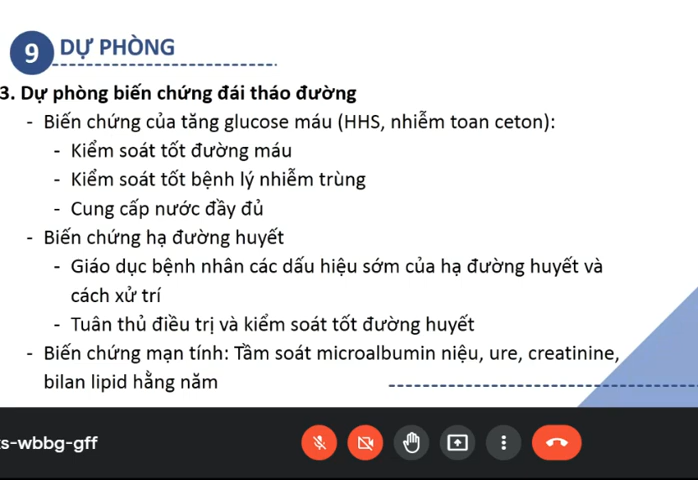 9 DỰ PHÒNG
3. Dự phòng biến chứng đái tháo đường
- Biến chứng của tăng glucose máu (HHS, nhiễm toan ceton):
- Kiểm soát tốt đường máu
- Kiểm soát tốt bệnh lý nhiễm trùng
- Cung cấp nước đầy đủ
- Biến chứng hạ đường huyết
- Giáo dục bệnh nhân các dấu hiệu sớm của hạ đường huyết và
cách xử trí
- Tuân thủ điều trị và kiểm soát tốt đường huyết
- Biến chứng mạn tính: Tầm soát microalbumin niệu, ure, creatinine,
bilan lipid hằng năm
s-wbbg-gff